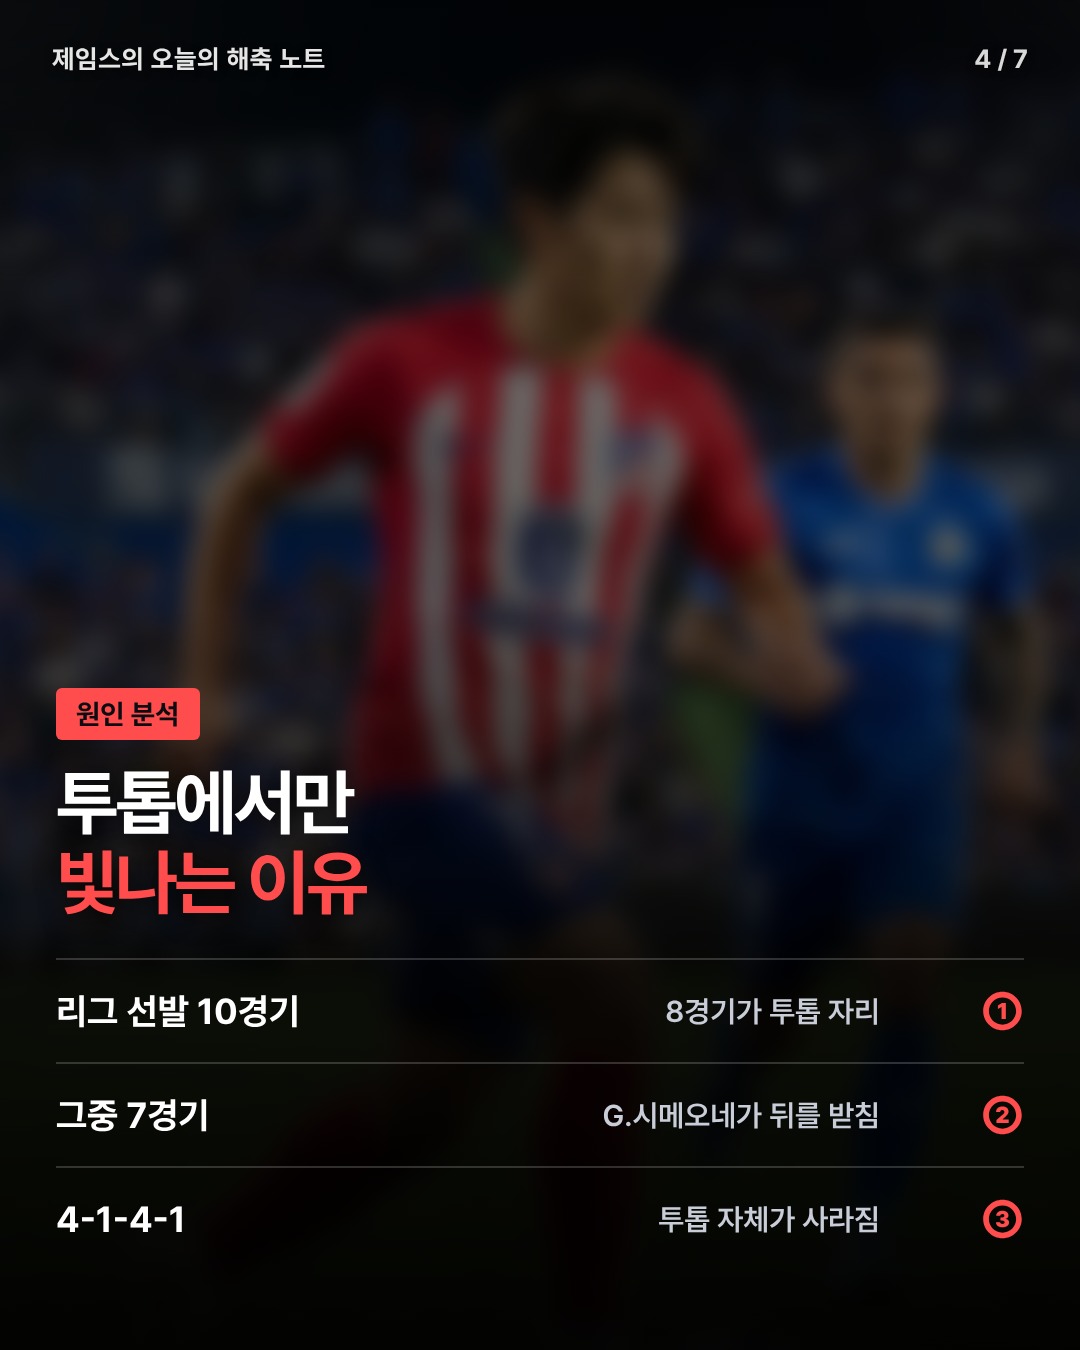 제임스의 오늘의 해축 노트
4 / 7
원인 분석
투톱에서만
빛나는 이유
리그 선발 10경기 8경기가 투톱 자리 ①
그중 7경기 G.시메오네가 뒤를 받침 ②
4-1-4-1 투톱 자체가 사라짐 ③